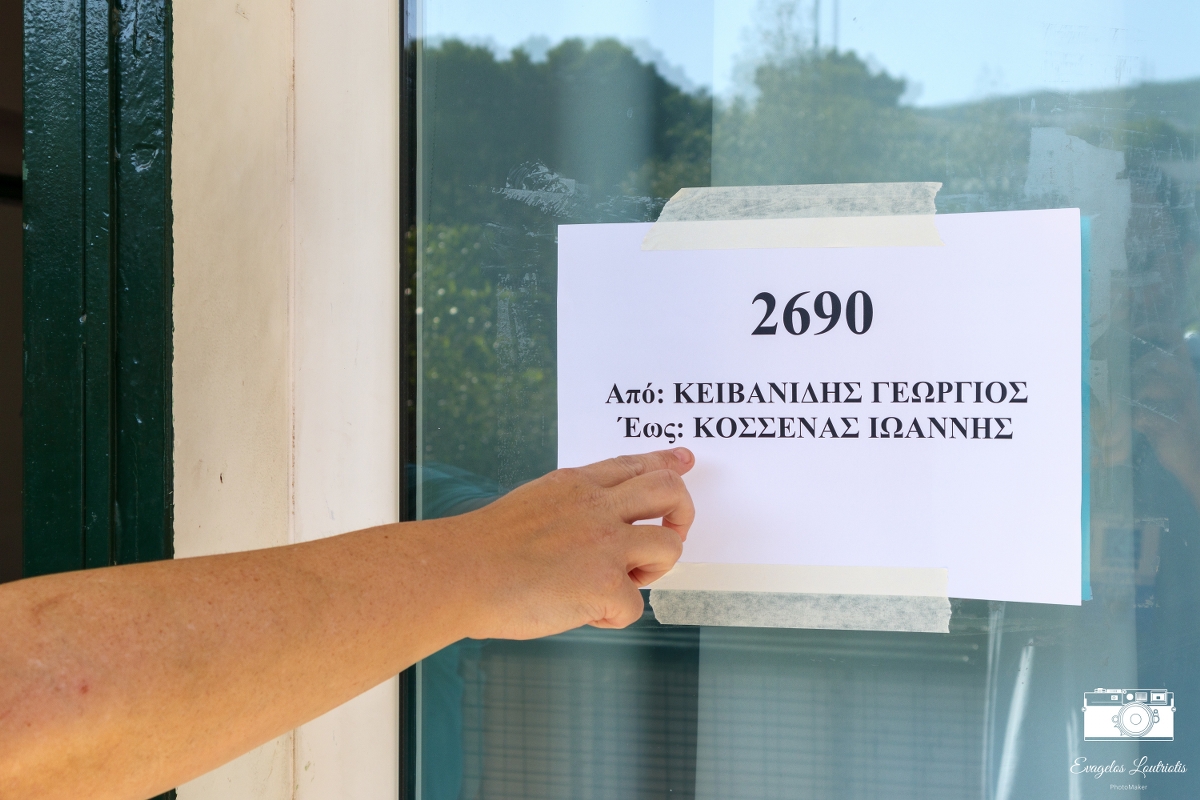 2690
Από: ΚΕΙΒΑΝΙΔΗΣ ΓΕΩΡΓΙΟΣ
Έως: ΚΟΣΣΕΝΑΣ ΙΩΑΝΝΗΣ
Evagelos Loutriotis
PhotoMaker